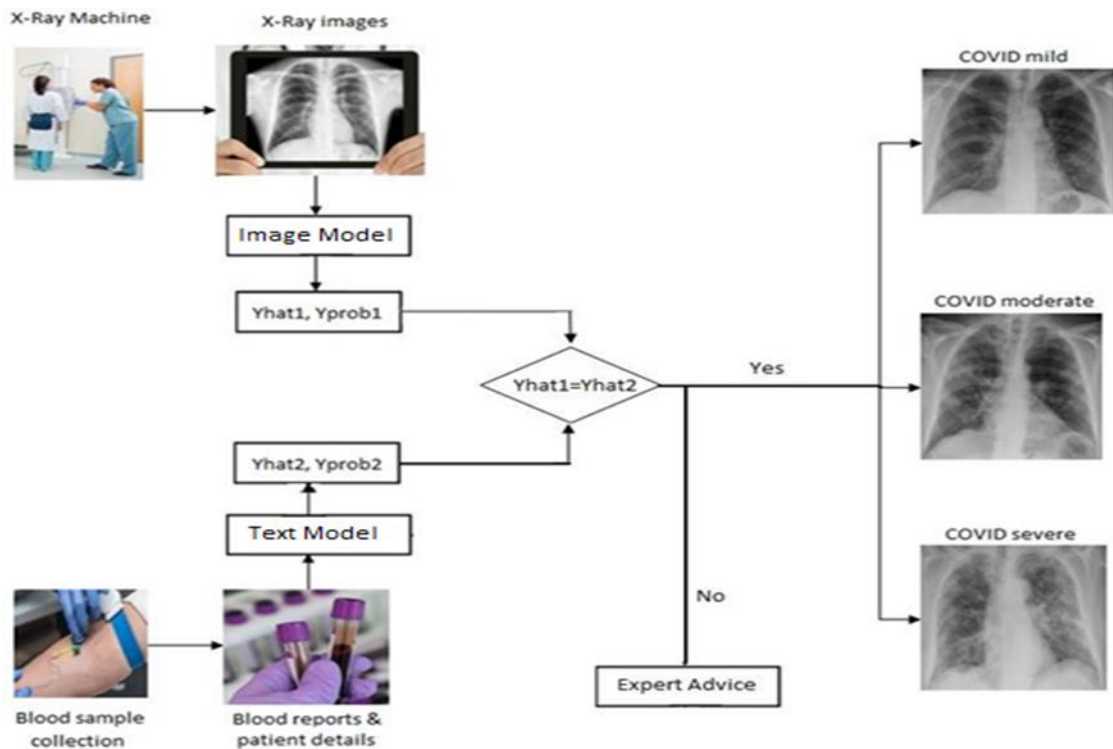 X-Ray Machine
X-Ray images
Image Model
Yhat1, Yprob1
Yhat1=Yhat2
Yhat2, Yprob2
Text Model
Blood sample
collection
Blood reports &
patient details
Yes
No
Expert Advice
COVID mild
COVID moderate
COVID severe